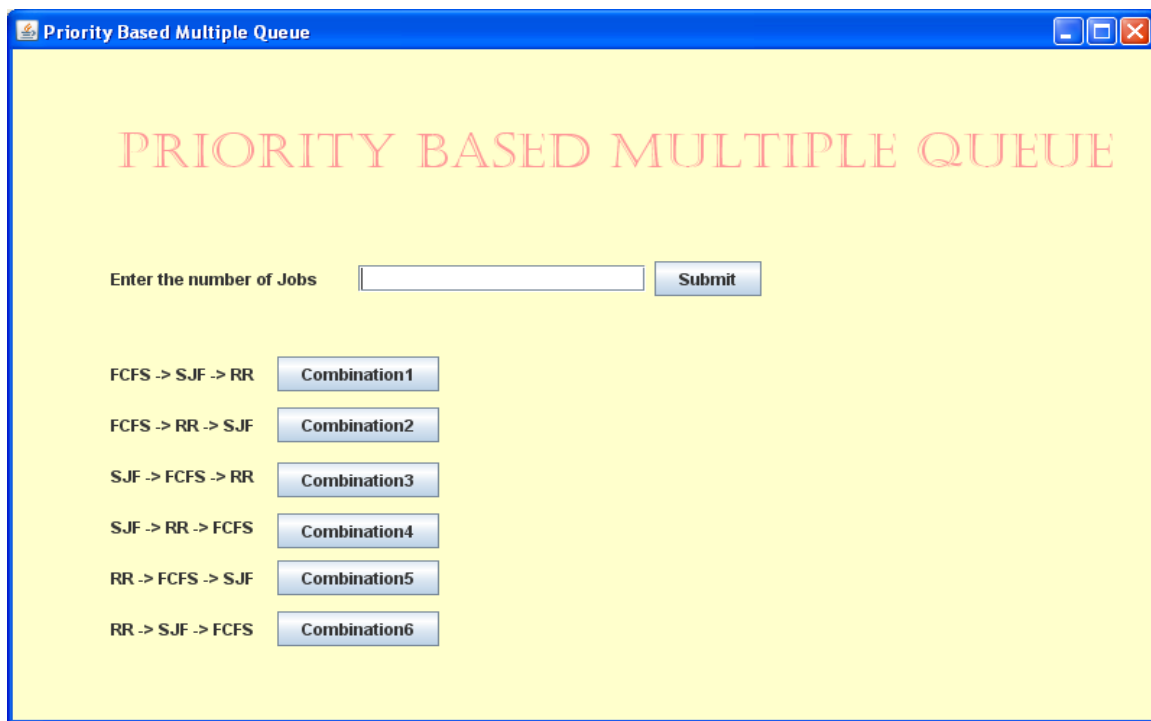 Priority Based Multiple Queue
PRIORITY BASED MULTIPLE QUEUE
Enter the number of Jobs Submit
FCFS -> SJF -> RR Combination1
FCFS -> RR -> SJF Combination2
SJF -> FCFS -> RR Combination3
SJF -> RR -> FCFS Combination4
RR -> FCFS -> SJF Combination5
RR -> SJF -> FCFS Combination6